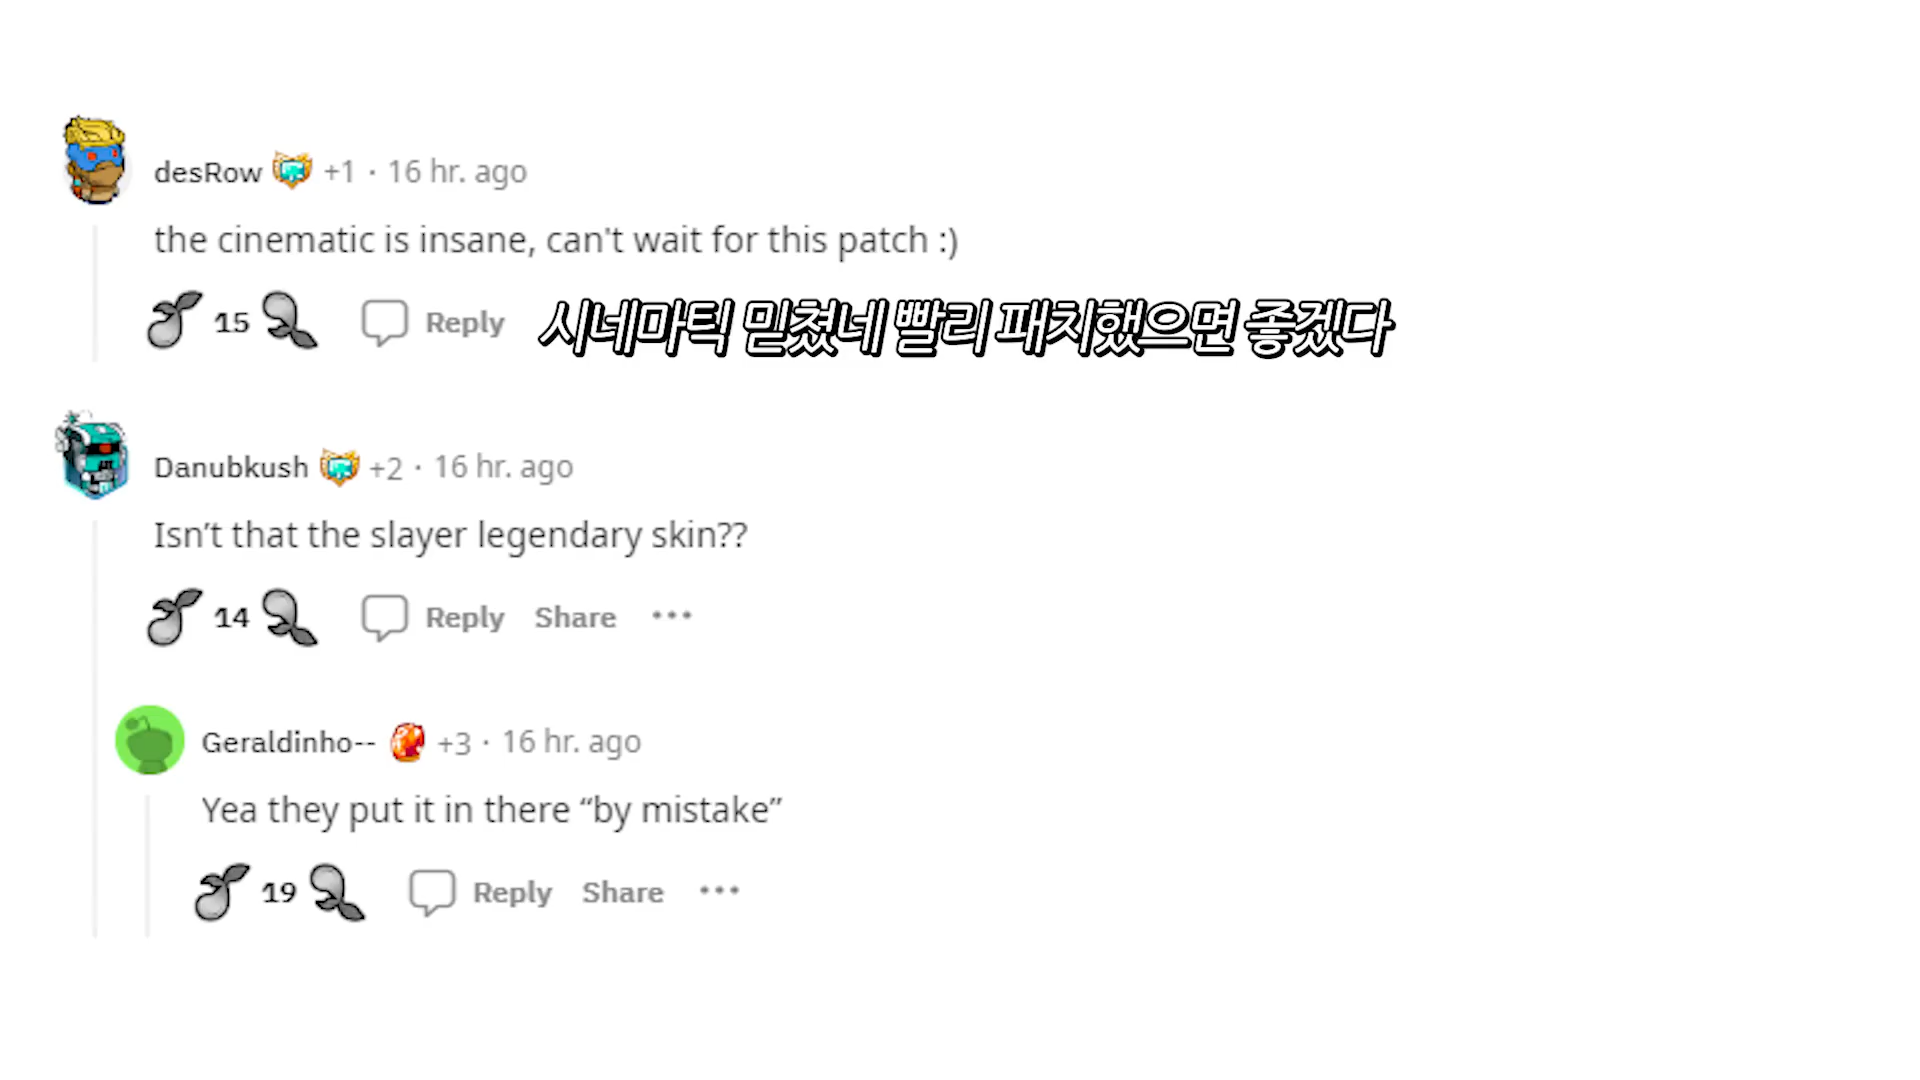 desRow +1 · 16 hr. ago
the cinematic is insane, can't wait for this patch :)
15 Reply 시네마틱 믿쳤네 빨리 패치했으면 좋겠다
Danubkush +2 · 16 hr. ago
Isn’t that the slayer legendary skin??
14 Reply Share ···
Geraldinho-- +3 · 16 hr. ago
Yea they put it in there “by mistake”
19 Reply Share ···